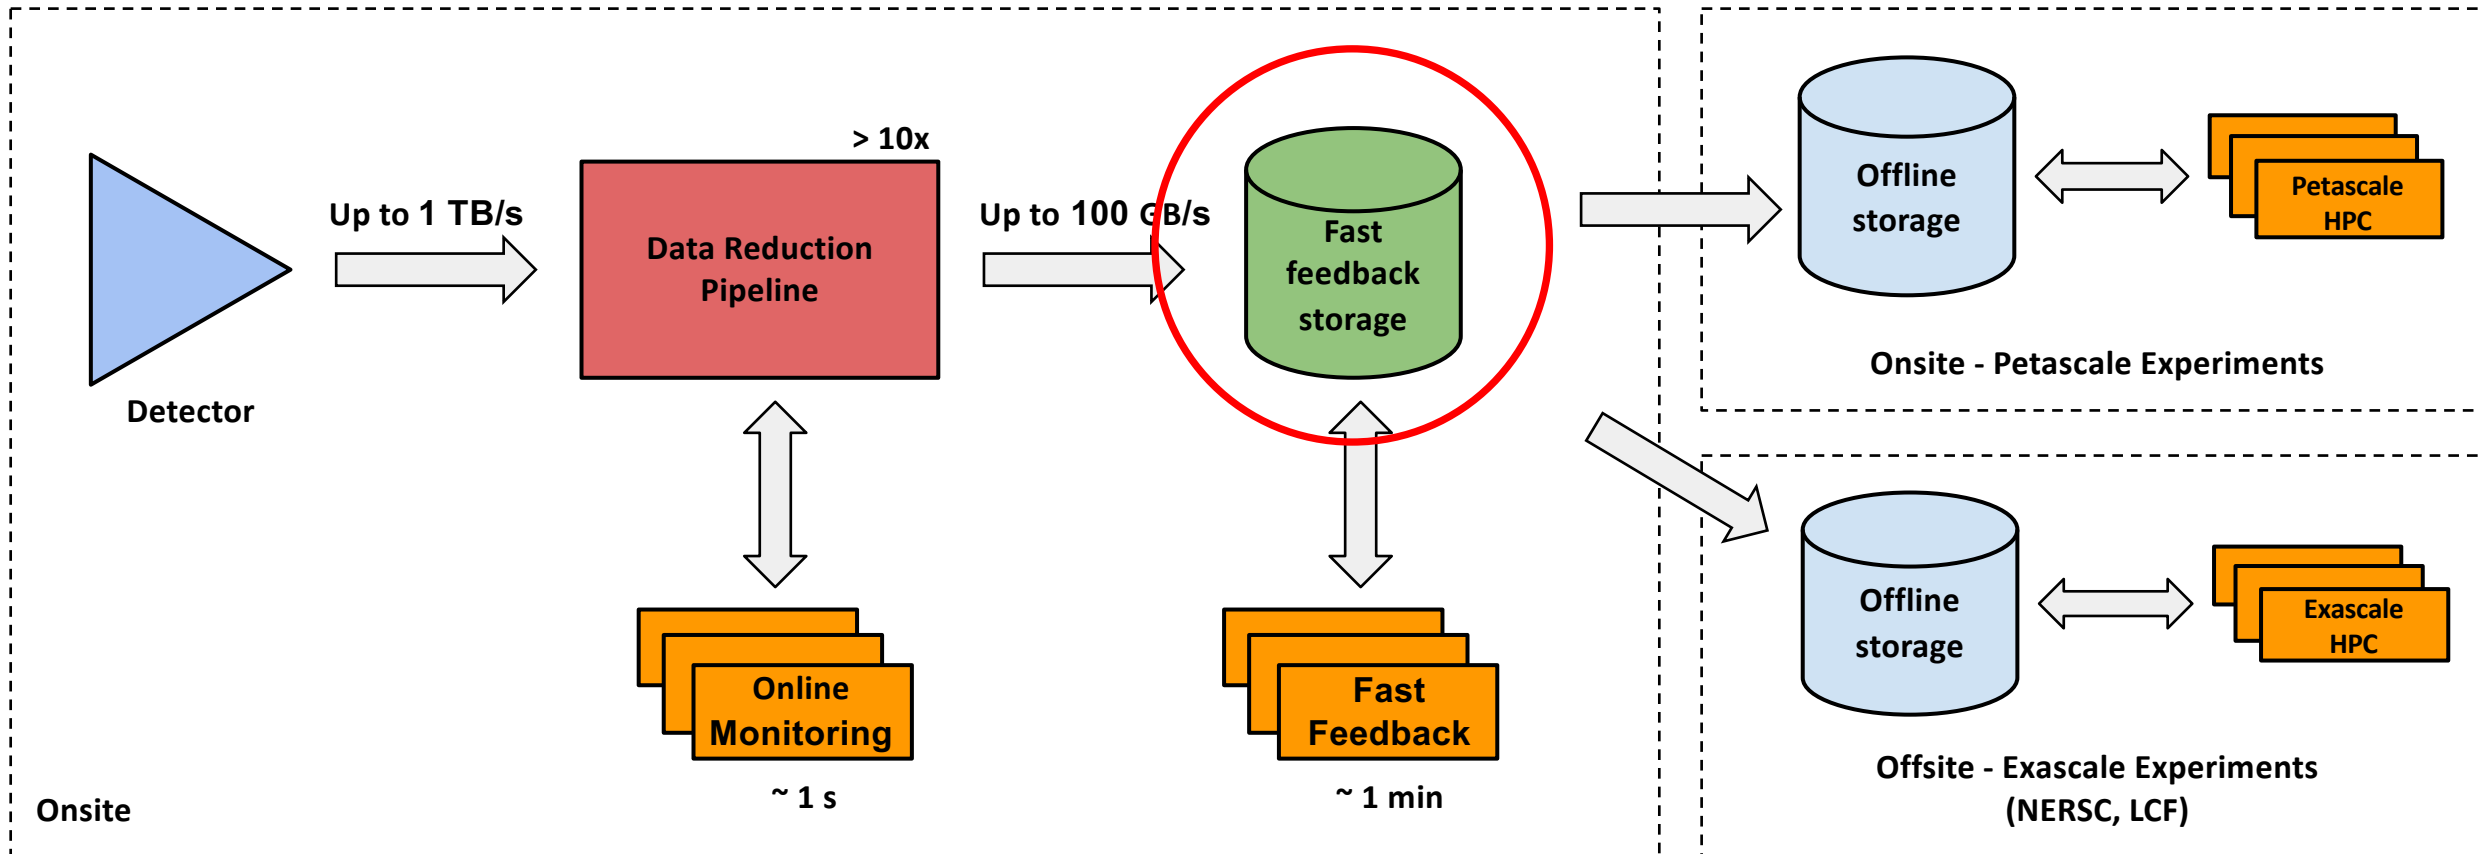 > 10x
Up to 1 TB/s
Data Reduction
Pipeline
Up to 100 GB/s
Fast
feedback
storage
Detector
Online
Monitoring
~ 1 s
Fast
Feedback
~ 1 min
Onsite
Offline
storage
Petascale
HPC
Onsite - Petascale Experiments
Offline
storage
Exascale
HPC
Offsite - Exascale Experiments
(NERSC, LCF)